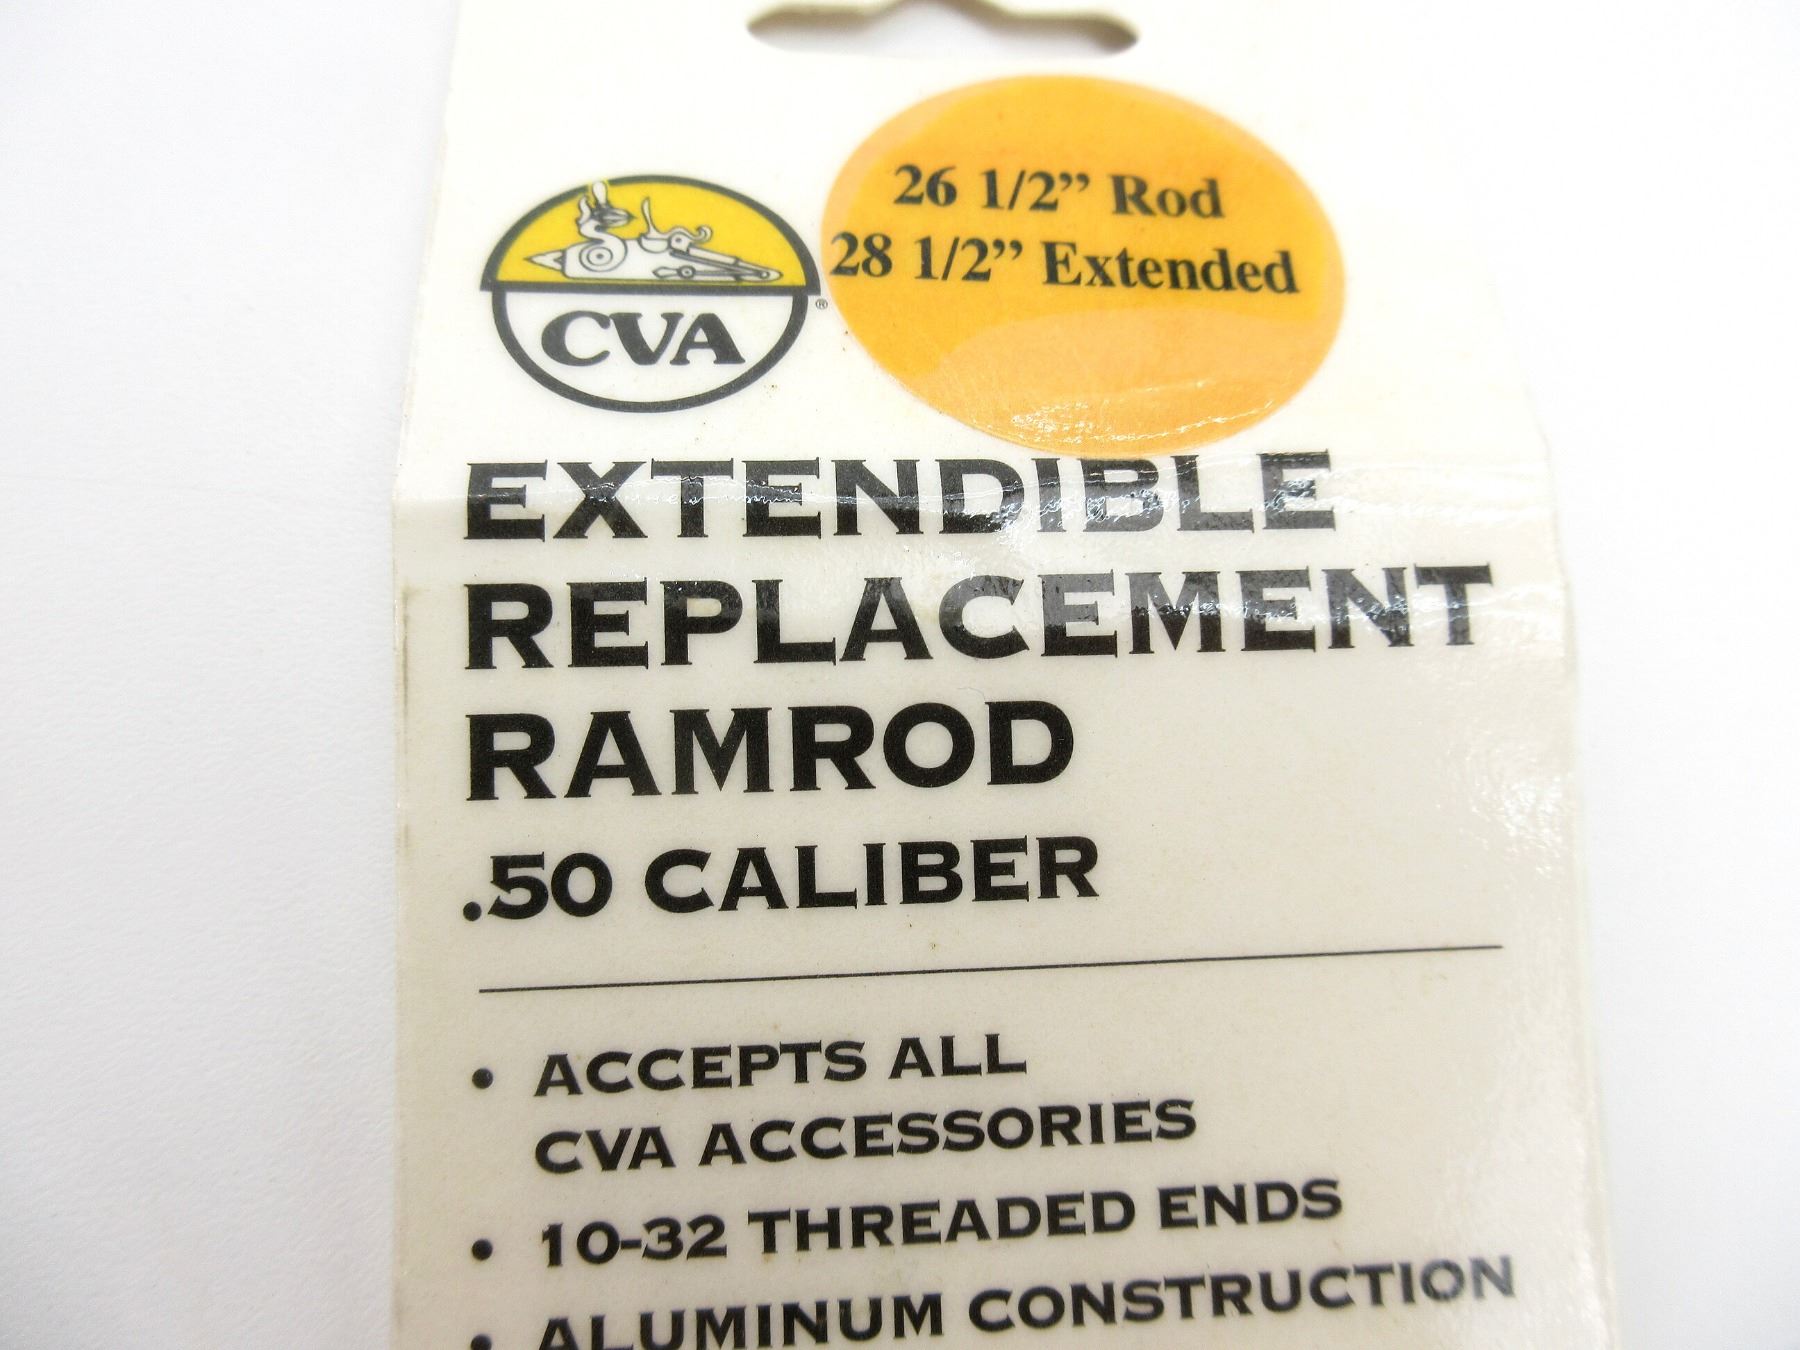 26 1/2” Rod
28 1/2” Extended
CVA®
EXTENDIBLE
REPLACEMENT
RAMROD
.50 CALIBER
• ACCEPTS ALL
CVA ACCESSORIES
• 10-32 THREADED ENDS
• ALUMINUM CONSTRUCTION